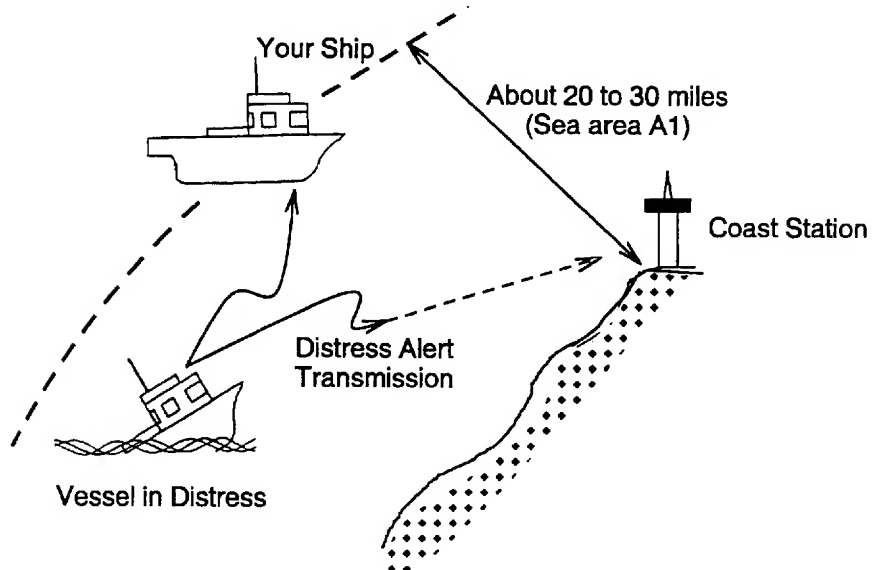 Your Ship
About 20 to 30 miles
(Sea area A1)
Coast Station
Distress Alert
Transmission
Vessel in Distress